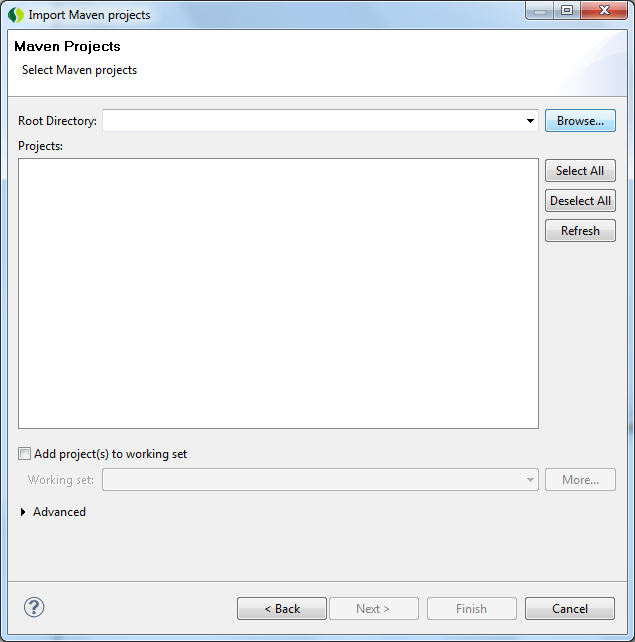 Import Maven projects
Maven Projects
Select Maven projects
Root Directory: Browse...
Projects:
Select All
Deselect All
Refresh
Add project(s) to working set
Working set: More...
Advanced
? < Back Next > Finish Cancel